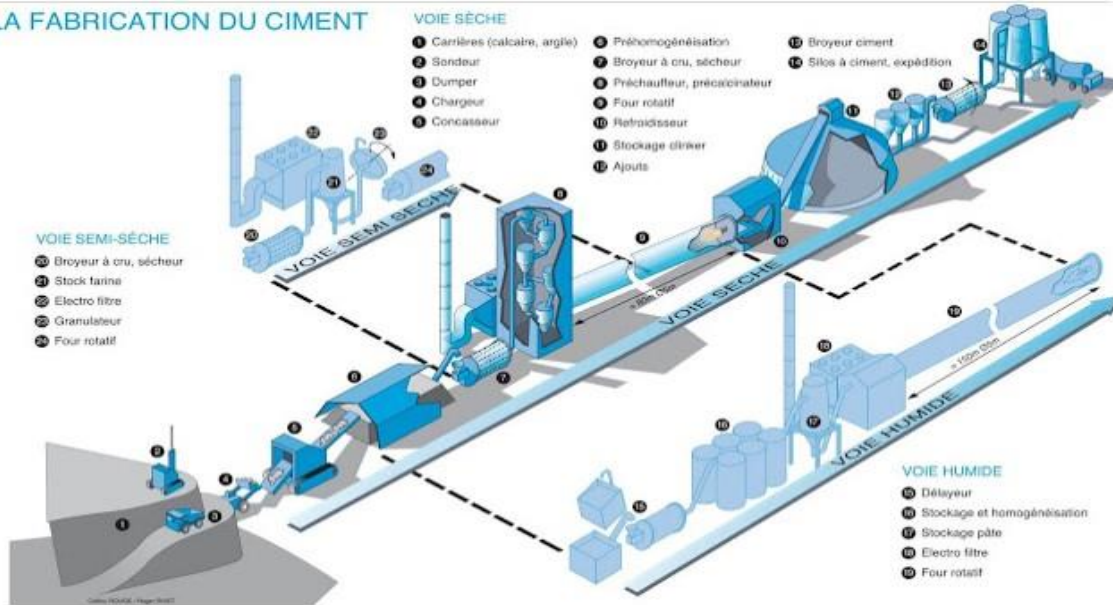 LA FABRICATION DU CIMENT
VOIE SÈCHE
1 Carrières (calcaire, argile)
2 Sondeur
3 Dumper
4 Chargeur
5 Concasseur
6 Préhomogénéisation
7 Broyeur à cru, sécheur
8 Préchauffeur, précalcinateur
9 Four rotatif
10 Refroidisseur
11 Stockage clinker
12 Ajouts
13 Broyeur ciment
14 Silos à ciment, expédition
VOIE SEMI-SÈCHE
20 Broyeur à cru, sécheur
21 Stock farine
22 Electro filtre
23 Granulateur
24 Four rotatif
VOIE SEMI SECHE
VOIE SECHE
VOIE HUMIDE
≈ 150m Ø5m
VOIE HUMIDE
15 Délayeur
16 Stockage et homogénéisation
17 Stockage pâte
18 Electro filtre
19 Four rotatif